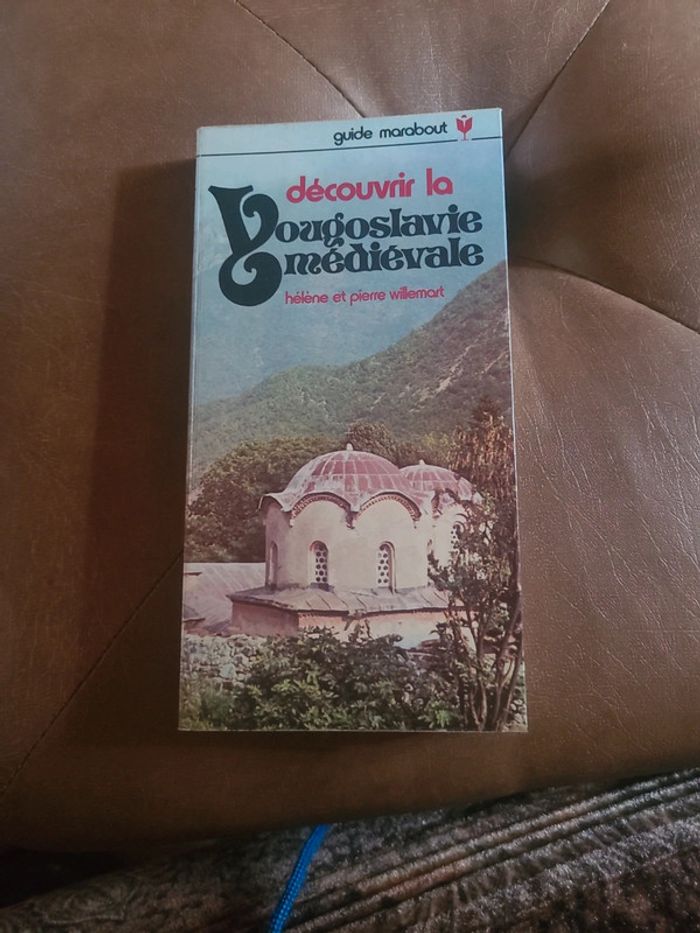 guide marabout
découvrir la
Yougoslavie
médiévale
hélène et pierre willemart